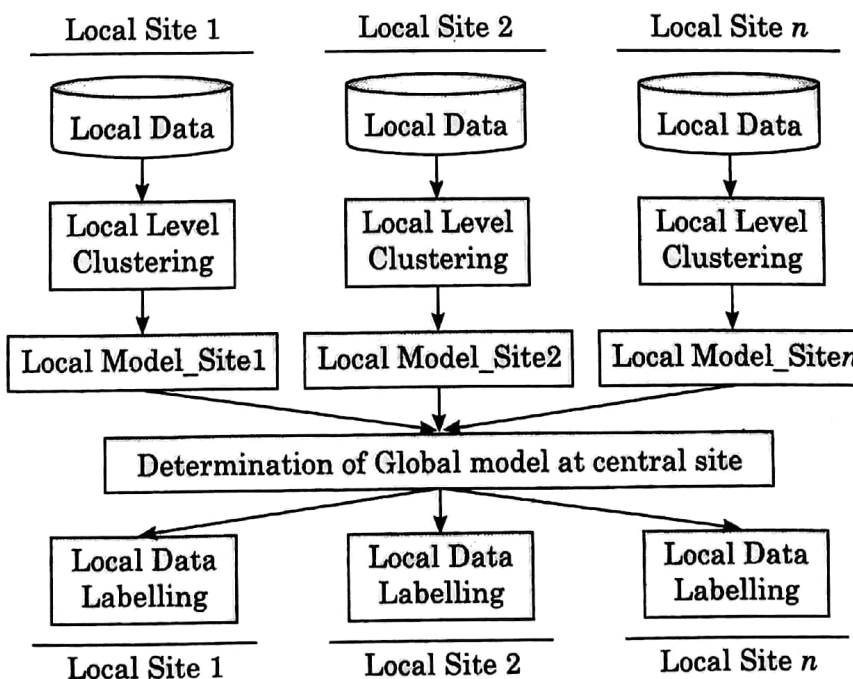 Local Site 1
Local Site 2
Local Site n
Local Data
Local Data
Local Data
Local Level
Clustering
Local Level
Clustering
Local Level
Clustering
Local Model_Site1
Local Model_Site2
Local Model_Siten
Determination of Global model at central site
Local Data
Labelling
Local Data
Labelling
Local Data
Labelling
Local Site 1
Local Site 2
Local Site n